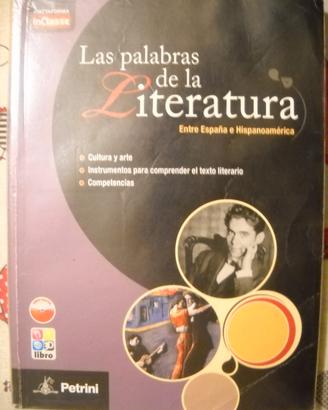 PIATTAFORMA
inClasse
Las palabras
de la
Literatura
Entre España e Hispanoamérica
Cultura y arte
Instrumentos para comprender el texto literario
Competencias
libro
Petrini